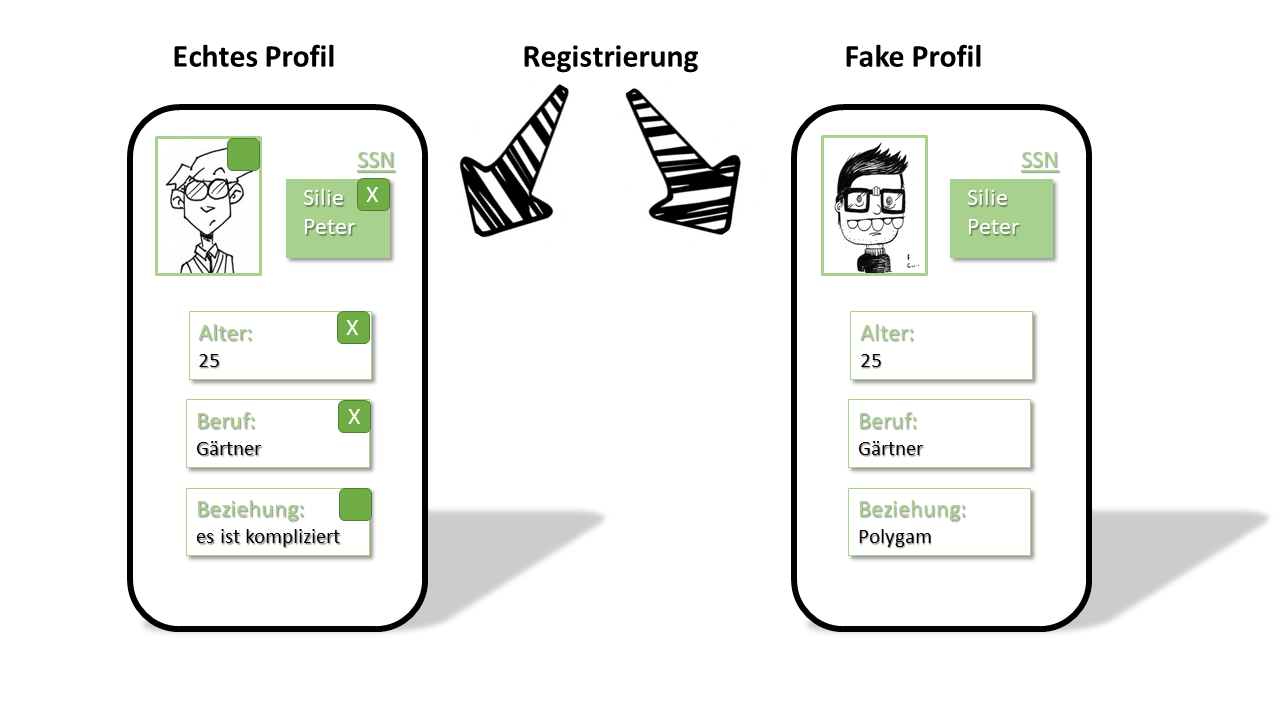 Echtes Profil
Registrierung
Fake Profil
SSN
Silie X
Peter
Alter: X
25
Beruf: X
Gärtner
Beziehung:
es ist kompliziert
SSN
Silie
Peter
Alter:
25
Beruf:
Gärtner
Beziehung:
Polygam